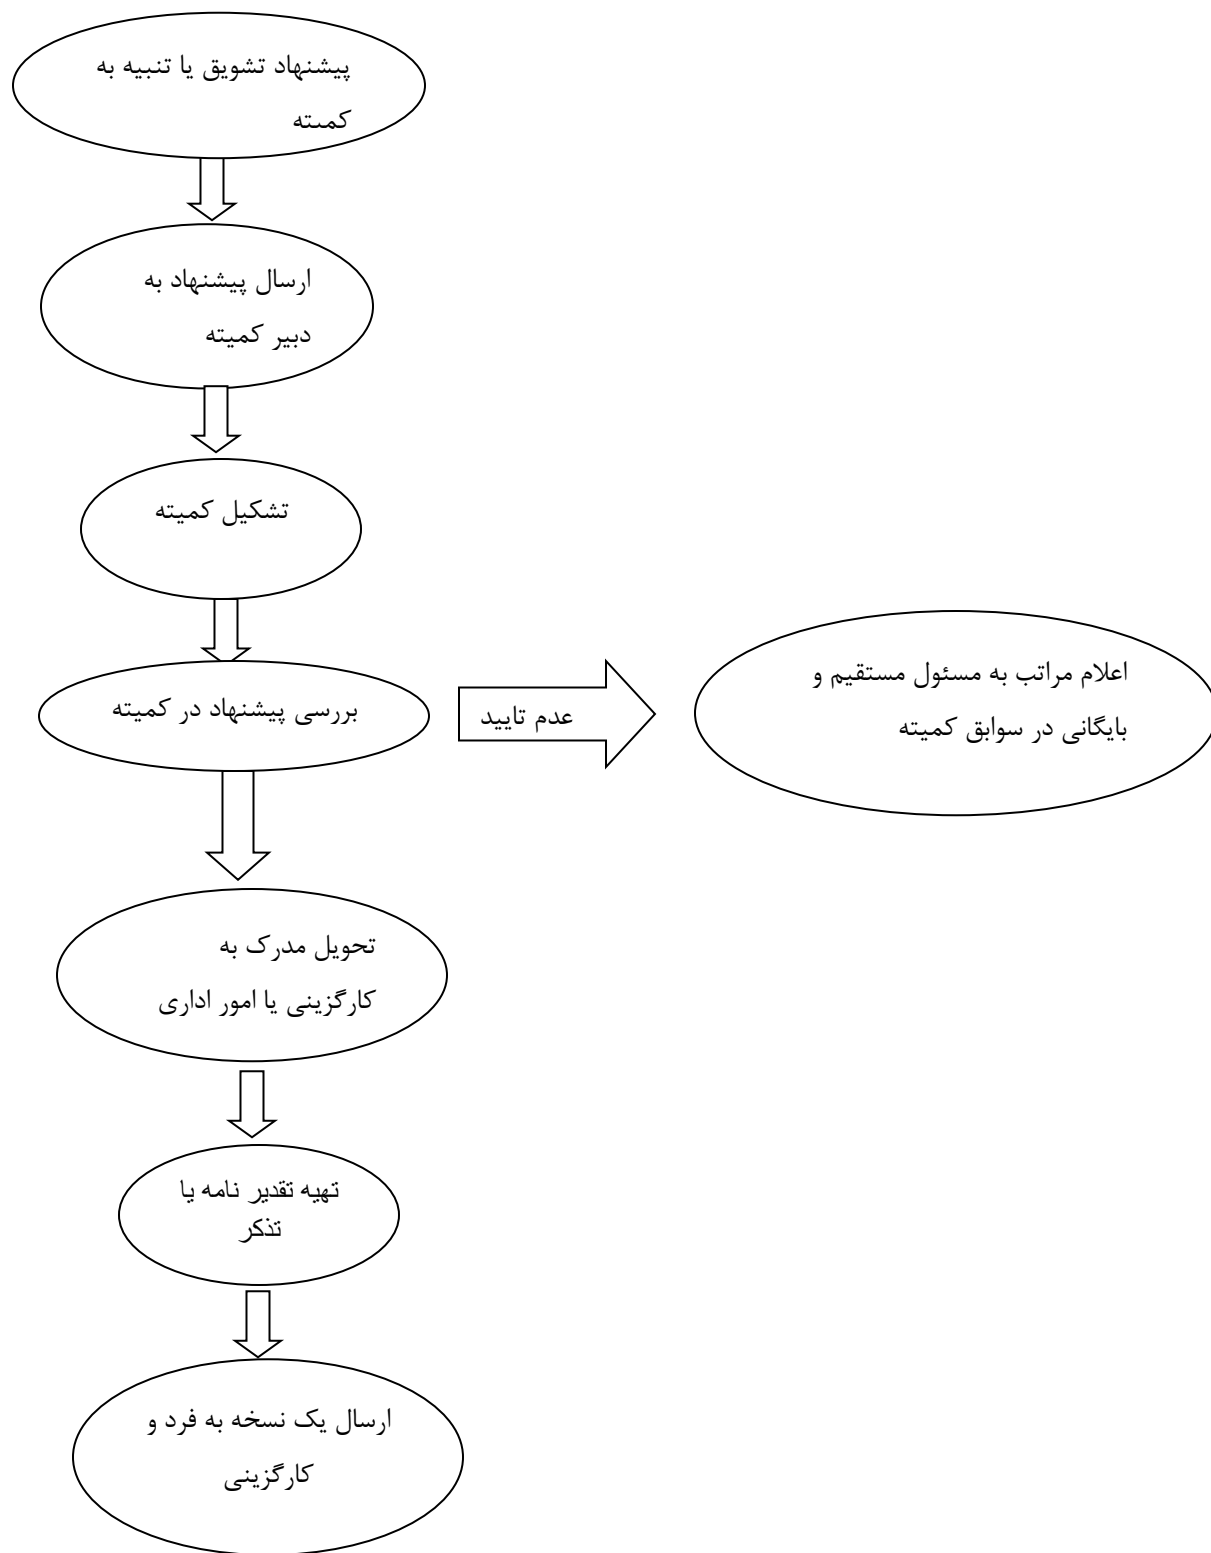 پیشنهاد تشویق یا تنبیه به
کمیته
ارسال پیشنهاد به
دبیر کمیته
تشکیل کمیته
بررسی پیشنهاد در کمیته
عدم تایید
اعلام مراتب به مسئول مستقیم و
بایگانی در سوابق کمیته
تحویل مدرک به
کارگزینی یا امور اداری
تهیه تقدیر نامه یا
تذکر
ارسال یک نسخه به فرد و
کارگزینی